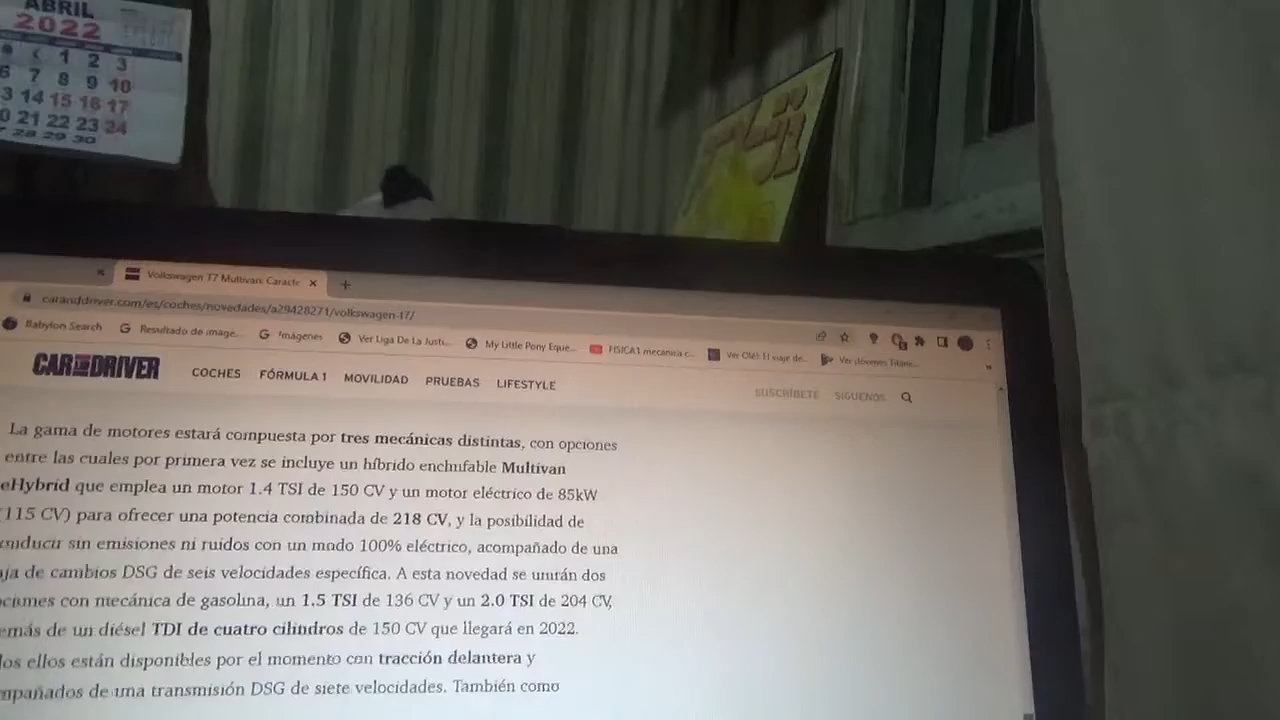 ABRIL
2022
1 2 3
6 7 8 9 10
3 14 15 16 17
0 21 22 23 24
28 29 30
Volkswagen T7 Multivan: Caracte
caranddriver.com/es/coches/novedades/a29428271/volkswagen-t7/
Babylon Search Resultado de image... Imágenes Ver Liga De La Justi... My Little Pony Eque... FISICA1 mecanica c... Ver Olé! El viaje de... Ver Jóvenes Titane...
CAR AND DRIVER COCHES FÓRMULA 1 MOVILIDAD PRUEBAS LIFESTYLE SUSCRÍBETE SÍGUENOS
La gama de motores estará compuesta por tres mecánicas distintas, con opciones
entre las cuales por primera vez se incluye un híbrido enchufable Multivan
eHybrid que emplea un motor 1.4 TSI de 150 CV y un motor eléctrico de 85kW
(115 CV) para ofrecer una potencia combinada de 218 CV, y la posibilidad de
onducir sin emisiones ni ruidos con un modo 100% eléctrico, acompañado de una
aja de cambios DSG de seis velocidades específica. A esta novedad se unirán dos
ociones con mecánica de gasolina, un 1.5 TSI de 136 CV y un 2.0 TSI de 204 CV,
emás de un diésel TDI de cuatro cilindros de 150 CV que llegará en 2022.
los ellos están disponibles por el momento con tracción delantera y
mpañados de una transmisión DSG de siete velocidades. También como